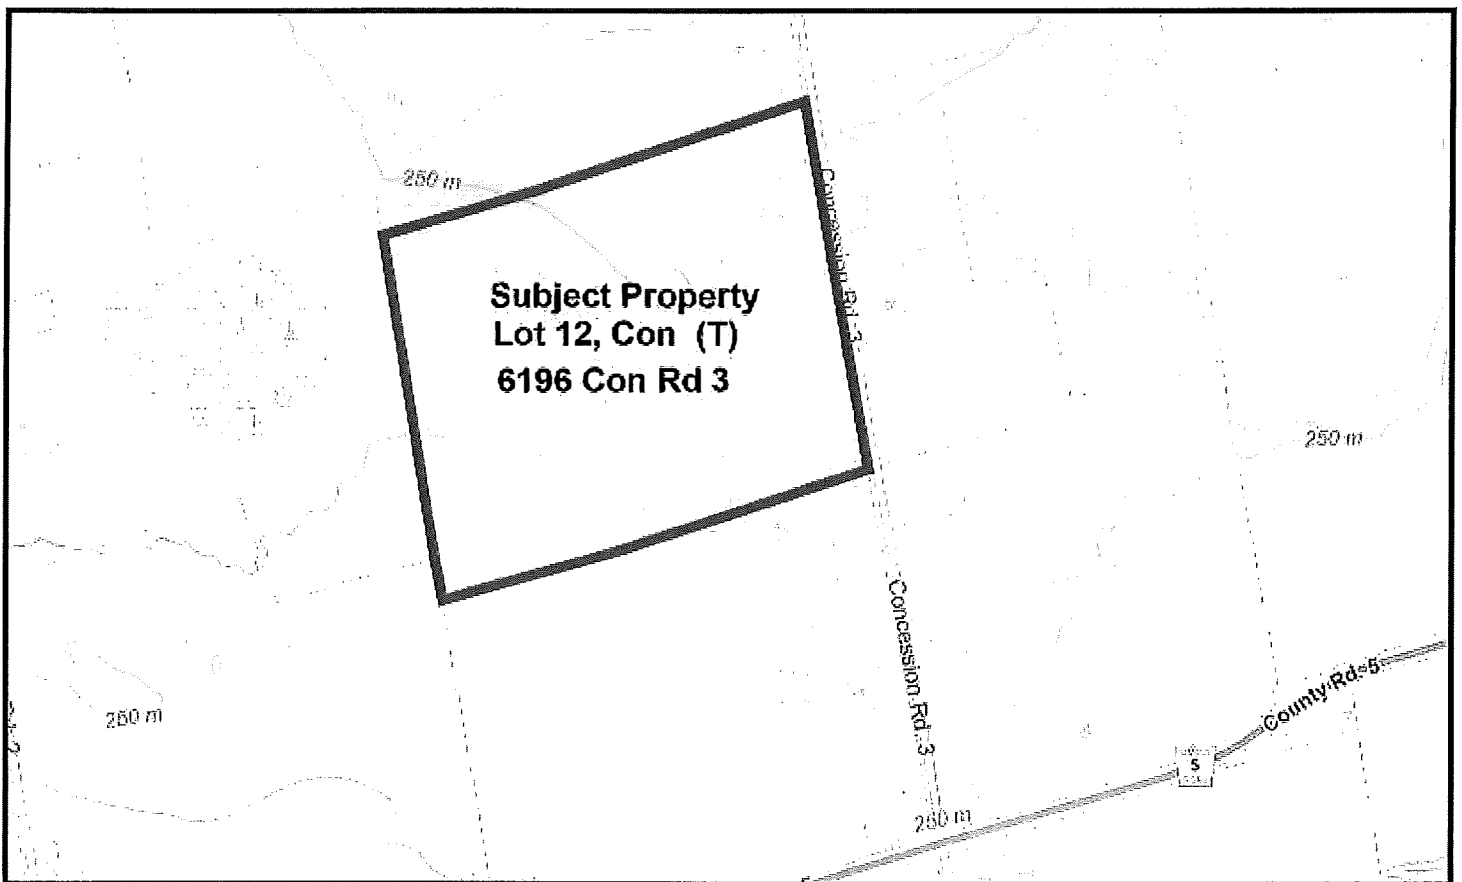 250 m
Concession Rd. 3
Subject Property
Lot 12, Con (T)
6196 Con Rd 3
250 m
Concession Rd. 3
County Rd. 5
250 m
5
250 m